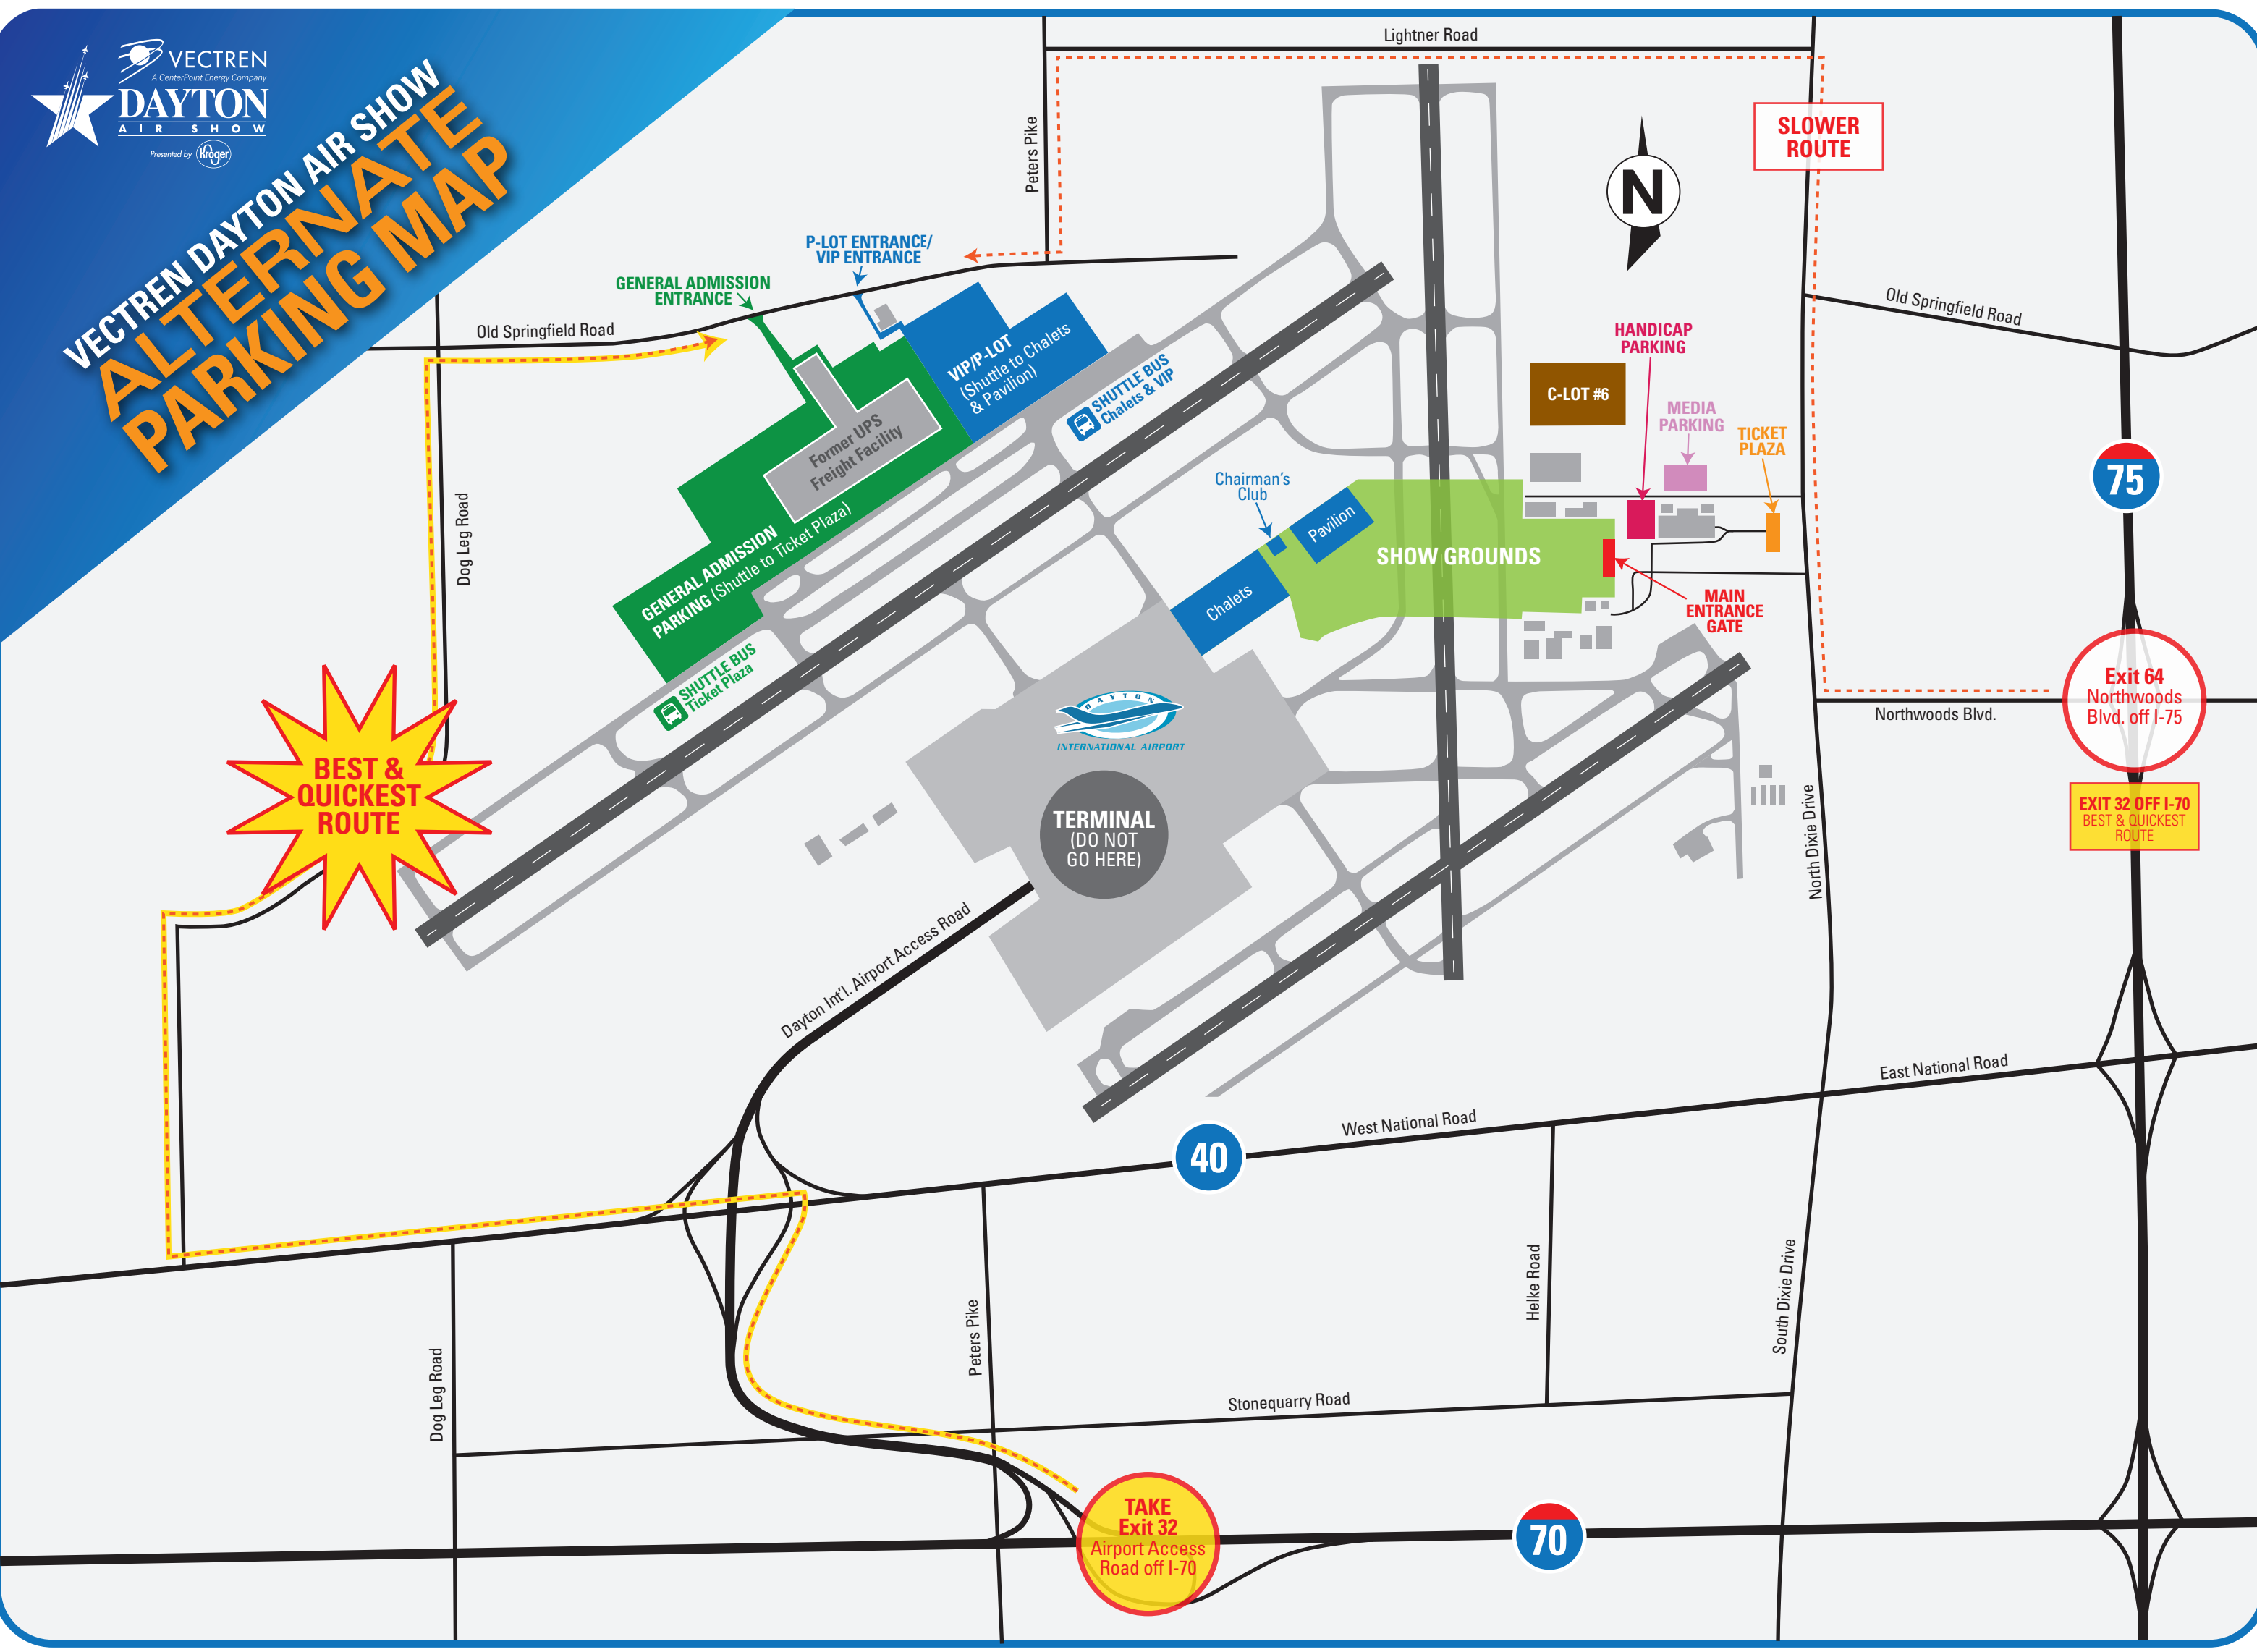 VECTREN
A CenterPoint Energy Company
DAYTON
AIR SHOW
Presented by Kroger
VECTREN DAYTON AIR SHOW
ALTERNATE
PARKING MAP
Lightner Road
Peters Pike
SLOWER
ROUTE
N
P-LOT ENTRANCE/
VIP ENTRANCE
GENERAL ADMISSION
ENTRANCE
Old Springfield Road
Old Springfield Road
HANDICAP
PARKING
VIP/P-LOT
(Shuttle to Chalets
& Pavilion)
SHUTTLE BUS
Chalets & VIP
C-LOT #6
MEDIA
PARKING
TICKET
PLAZA
Former UPS
Freight Facility
75
Chairman's
Club
Pavilion
Dog Leg Road
SHOW GROUNDS
GENERAL ADMISSION
PARKING (Shuttle to Ticket Plaza)
Chalets
MAIN
ENTRANCE
GATE
SHUTTLE BUS
Ticket Plaza
DAYTON
INTERNATIONAL AIRPORT
Exit 64
Northwoods
Blvd. off I-75
Northwoods Blvd.
BEST &
QUICKEST
ROUTE
TERMINAL
(DO NOT
GO HERE)
EXIT 32 OFF I-70
BEST & QUICKEST
ROUTE
North Dixie Drive
Dayton Int'l. Airport Access Road
East National Road
West National Road
40
Helke Road
South Dixie Drive
Peters Pike
Dog Leg Road
Stonequarry Road
TAKE
Exit 32
Airport Access
Road off I-70
70